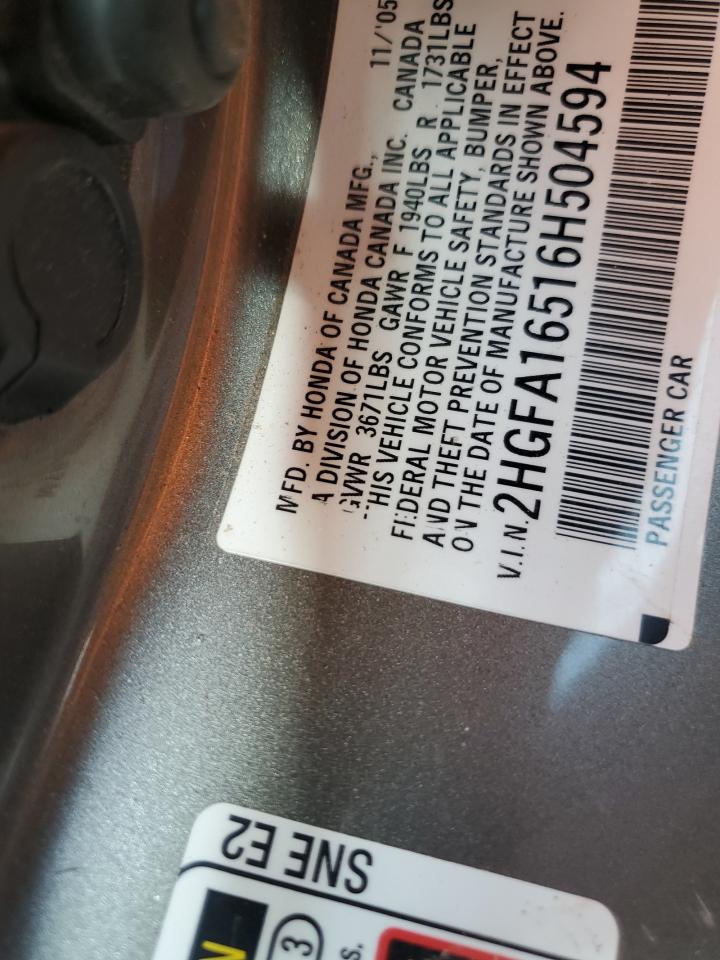 MFD. BY HONDA OF CANADA MFG., 11/'05
A DIVISION OF HONDA CANADA INC. CANADA
GVWR 3671LBS GAWR F 1940LBS R 1731LBS
THIS VEHICLE CONFORMS TO ALL APPLICABLE
FEDERAL MOTOR VEHICLE SAFETY, BUMPER,
AND THEFT PREVENTION STANDARDS IN EFFECT
ON THE DATE OF MANUFACTURE SHOWN ABOVE.
V.I.N. 2HGFA16516H504594
PASSENGER CAR
SNE E2
N
3
s.